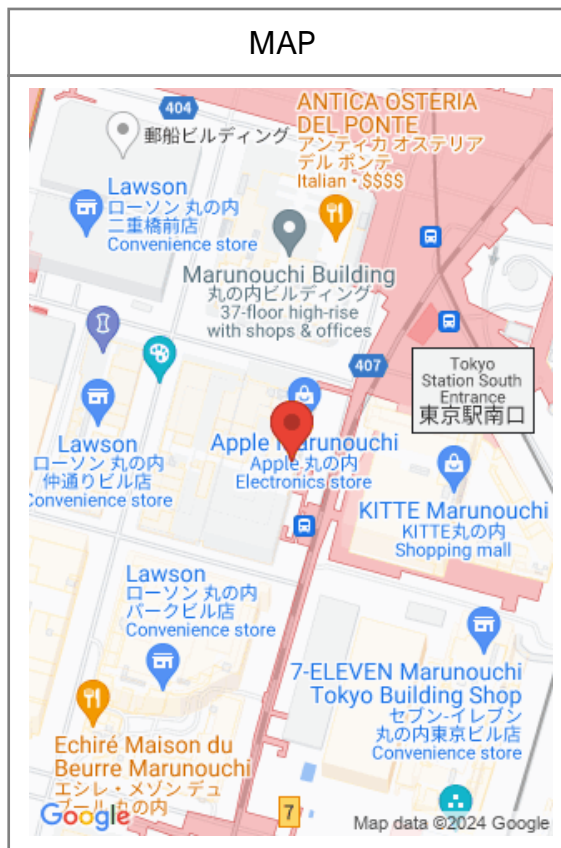 MAP
404
郵船ビルディング
ANTICA OSTERIA
DEL PONTE
アンティカ オステリア
デル ポンテ
Italian・$$$$
Lawson
ローソン 丸の内
二重橋前店
Convenience store
Marunouchi Building
丸の内ビルディング
37-floor high-rise
with shops & offices
407
Tokyo
Station South
Entrance
東京駅南口
Apple Marunouchi
Apple 丸の内
Electronics store
Lawson
ローソン 丸の内
仲通りビル店
Convenience store
KITTE Marunouchi
KITTE丸の内
Shopping mall
Lawson
ローソン 丸の内
パークビル店
Convenience store
7-ELEVEN Marunouchi
Tokyo Building Shop
セブン-イレブン
丸の内東京ビル店
Convenience store
Echiré Maison du
Beurre Marunouchi
エシレ・メゾン デュ
ブール 丸の内
7
Google
Map data ©2024 Google